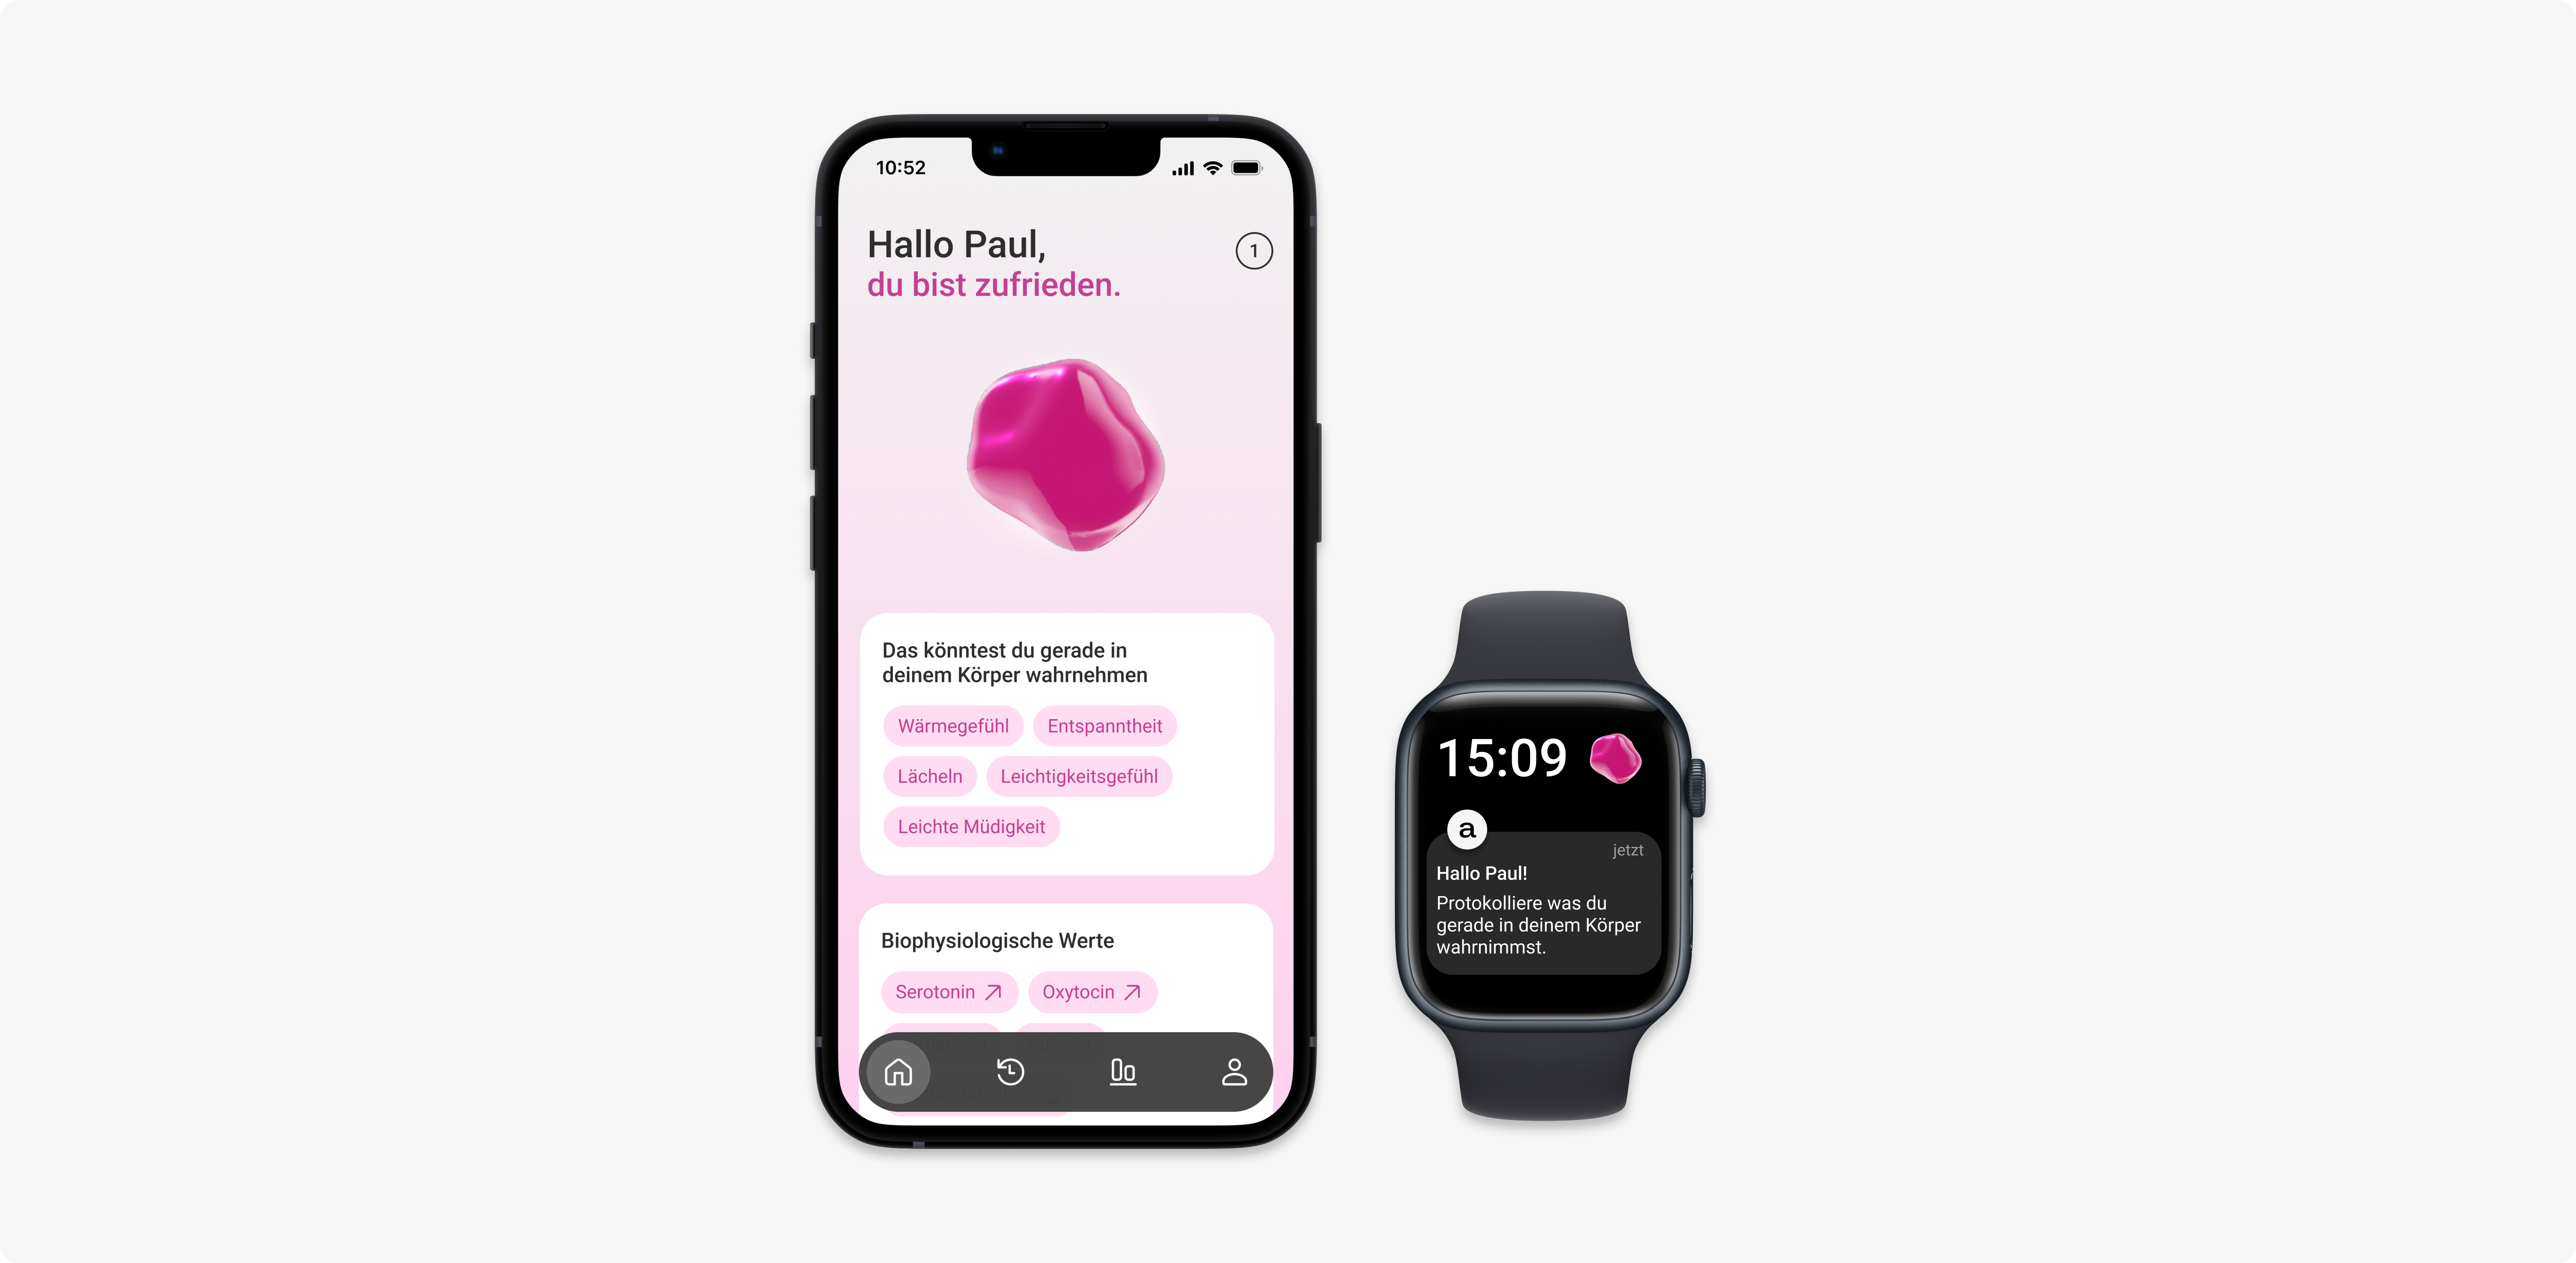 10:52
Hallo Paul,
1
du bist zufrieden.
Das könntest du gerade in
deinem Körper wahrnehmen
Wärmegefühl
Entspanntheit
Lächeln
Leichtigkeitsgefühl
Leichte Müdigkeit
Biophysiologische Werte
Serotonin
Oxytocin
15:09
a
jetzt
Hallo Paul!
Protokolliere was du
gerade in deinem Körper
wahrnimmst.